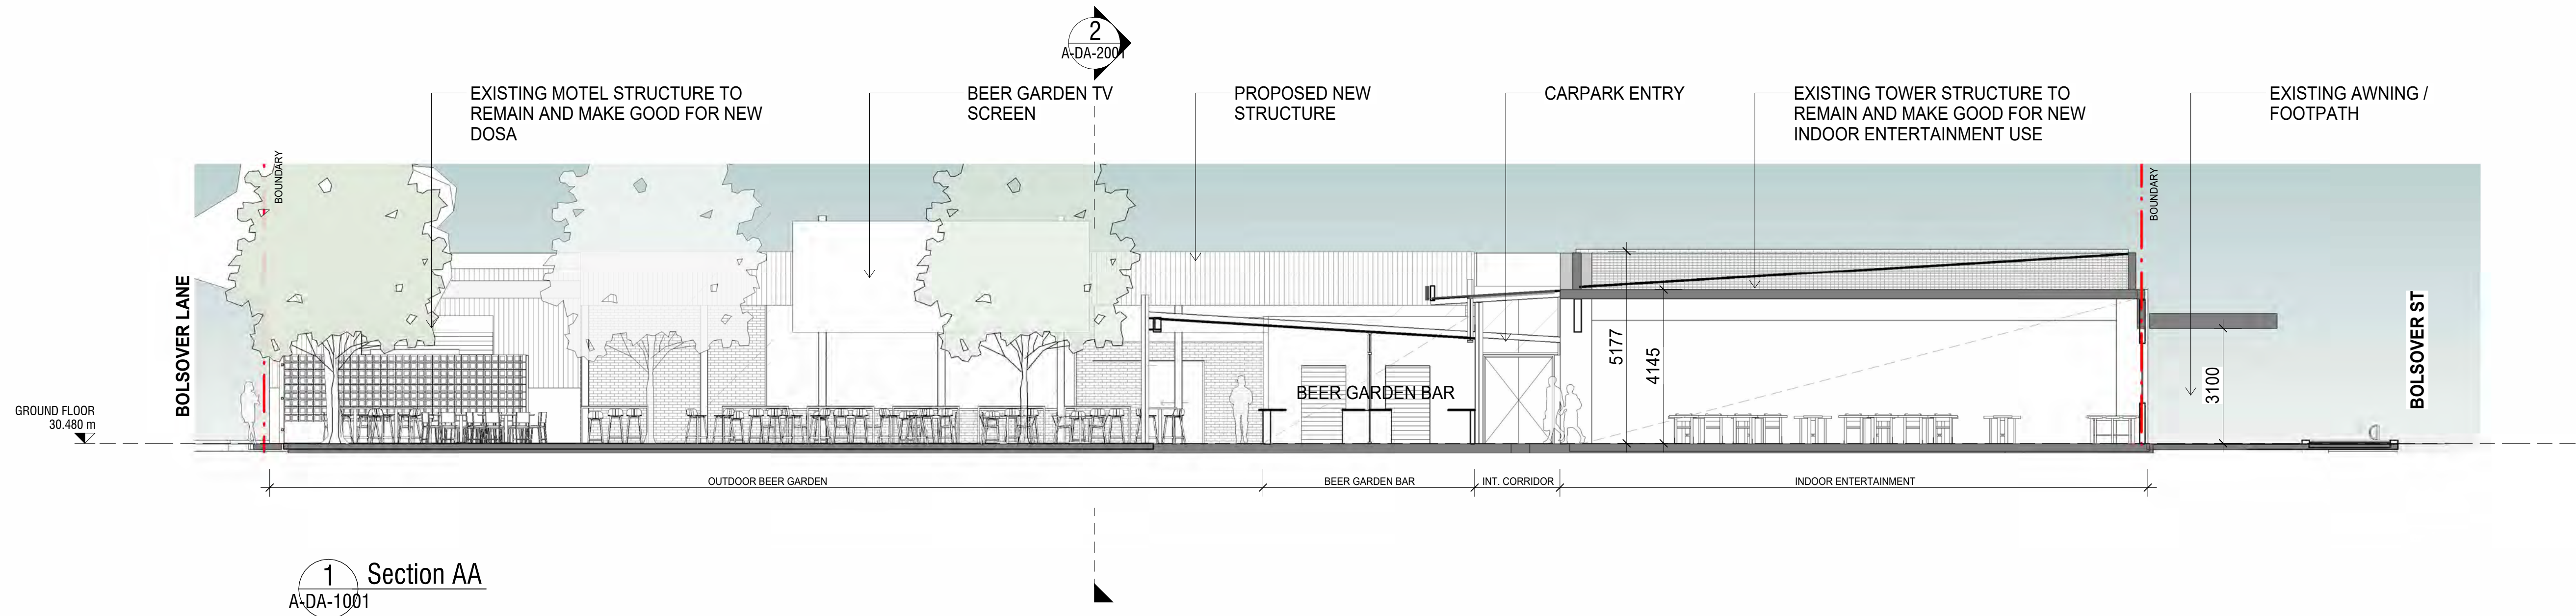 2
A-DA-2001
EXISTING MOTEL STRUCTURE TO
REMAIN AND MAKE GOOD FOR NEW
DOSA
BEER GARDEN TV
SCREEN
PROPOSED NEW
STRUCTURE
CARPARK ENTRY
EXISTING TOWER STRUCTURE TO
REMAIN AND MAKE GOOD FOR NEW
INDOOR ENTERTAINMENT USE
EXISTING AWNING /
FOOTPATH
BOUNDARY
BOUNDARY
BOLSOVER LANE
5177
4145
3100
BOLSOVER ST
BEER GARDEN BAR
GROUND FLOOR
30.480 m
OUTDOOR BEER GARDEN
BEER GARDEN BAR
INT. CORRIDOR
INDOOR ENTERTAINMENT
1
Section AA
A-DA-1001